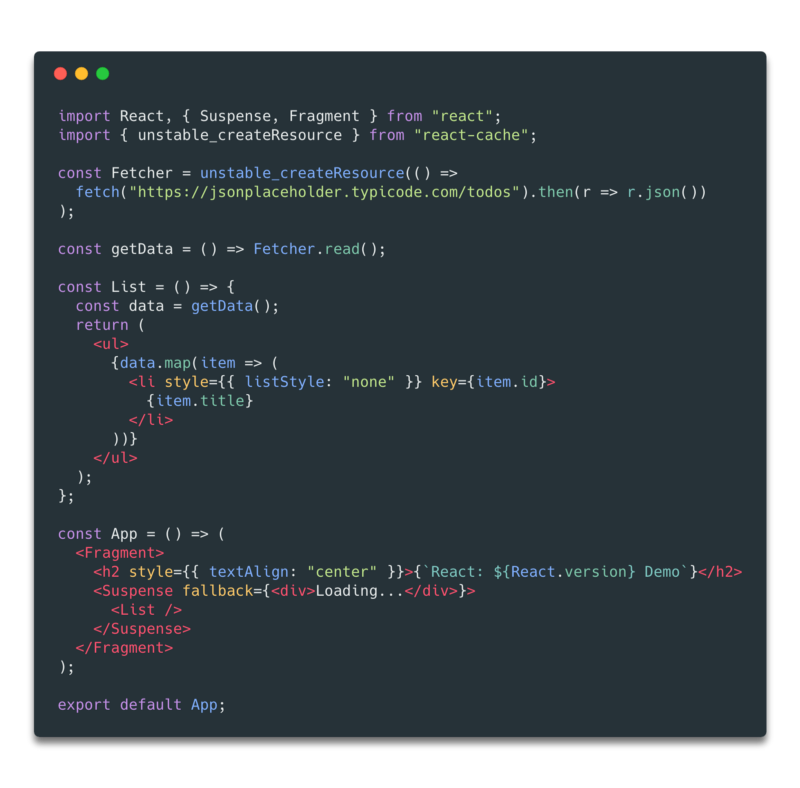 import React, { Suspense, Fragment } from "react";
import { unstable_createResource } from "react-cache";

const Fetcher = unstable_createResource(() =>
  fetch("https://jsonplaceholder.typicode.com/todos").then(r => r.json())
);

const getData = () => Fetcher.read();

const List = () => {
  const data = getData();
  return (
    <ul>
      {data.map(item => (
        <li style={{ listStyle: "none" }} key={item.id}>
          {item.title}
        </li>
      ))}
    </ul>
  );
};

const App = () => (
  <Fragment>
    <h2 style={{ textAlign: "center" }}>{`React: ${React.version} Demo`}</h2>
    <Suspense fallback={<div>Loading...</div>}>
      <List />
    </Suspense>
  </Fragment>
);

export default App;